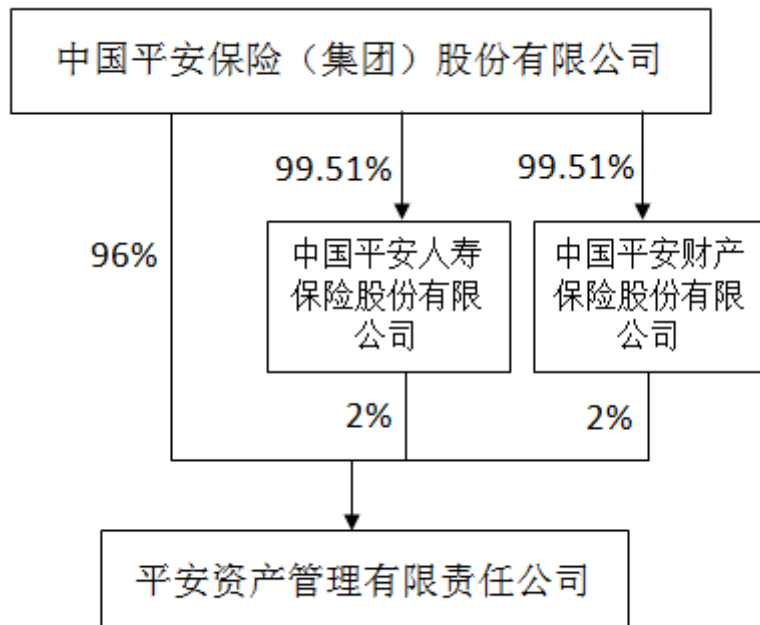 中国平安保险（集团）股份有限公司
99.51%
99.51%
96%
中国平安人寿
保险股份有限
公司
中国平安财产
保险股份有限
公司
2%
2%
平安资产管理有限责任公司